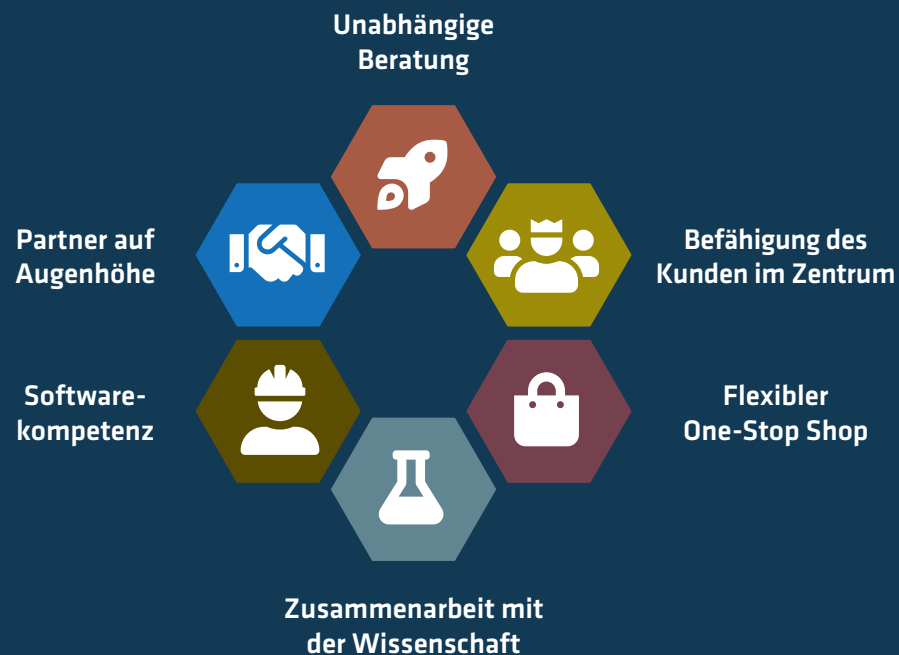 Unabhängige
Beratung
Partner auf
Augenhöhe
Befähigung des
Kunden im Zentrum
Software-
kompetenz
Flexibler
One-Stop Shop
Zusammenarbeit mit
der Wissenschaft